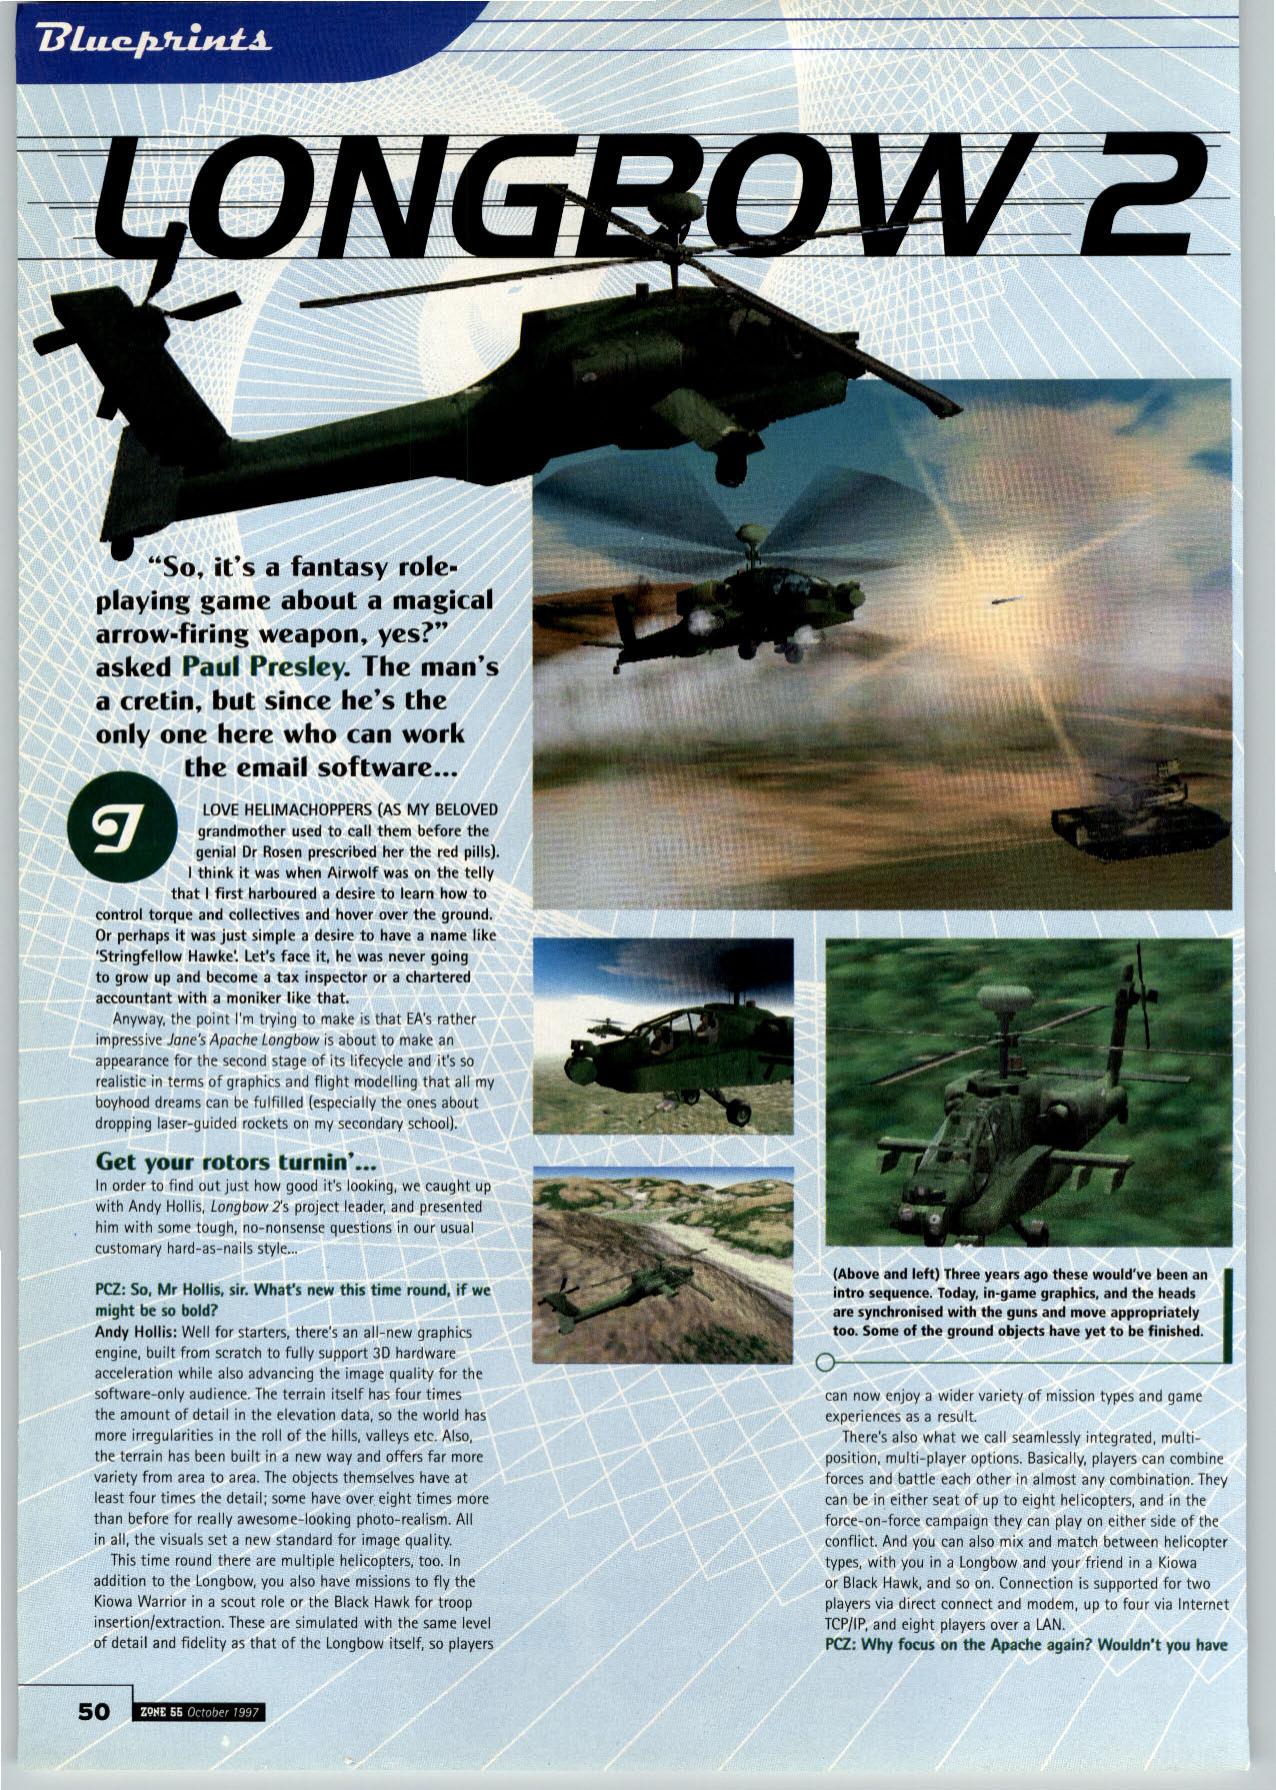 Blueprints
LONGBOW 2
“So, it’s a fantasy role-
playing game about a magical
arrow-firing weapon, yes?”
asked Paul Presley. The man’s
a cretin, but since he’s the
only one here who can work
the email software...
I
LOVE HELIMACHOPPERS (AS MY BELOVED
grandmother used to call them before the
genial Dr Rosen prescribed her the red pills).
I think it was when Airwolf was on the telly
that I first harboured a desire to learn how to
control torque and collectives and hover over the ground.
Or perhaps it was just simple a desire to have a name like
‘Stringfellow Hawke’. Let’s face it, he was never going
to grow up and become a tax inspector or a chartered
accountant with a moniker like that.
Anyway, the point I’m trying to make is that EA’s rather
impressive Jane’s Apache Longbow is about to make an
appearance for the second stage of its lifecycle and it’s so
realistic in terms of graphics and flight modelling that all my
boyhood dreams can be fulfilled (especially the ones about
dropping laser-guided rockets on my secondary school).
Get your rotors turnin’...
In order to find out just how good it’s looking, we caught up
with Andy Hollis, Longbow 2’s project leader, and presented
him with some tough, no-nonsense questions in our usual
customary hard-as-nails style...
PCZ: So, Mr Hollis, sir. What’s new this time round, if we
might be so bold?
Andy Hollis: Well for starters, there’s an all-new graphics
engine, built from scratch to fully support 3D hardware
acceleration while also advancing the image quality for the
software-only audience. The terrain itself has four times
the amount of detail in the elevation data, so the world has
more irregularities in the roll of the hills, valleys etc. Also,
the terrain has been built in a new way and offers far more
variety from area to area. The objects themselves have at
least four times the detail; some have over eight times more
than before for really awesome-looking photo-realism. All
in all, the visuals set a new standard for image quality.
This time round there are multiple helicopters, too. In
addition to the Longbow, you also have missions to fly the
Kiowa Warrior in a scout role or the Black Hawk for troop
insertion/extraction. These are simulated with the same level
of detail and fidelity as that of the Longbow itself, so players
(Above and left) Three years ago these would’ve been an
intro sequence. Today, in-game graphics, and the heads
are synchronised with the guns and move appropriately
too. Some of the ground objects have yet to be finished.
can now enjoy a wider variety of mission types and game
experiences as a result.
There’s also what we call seamlessly integrated, multi-
position, multi-player options. Basically, players can combine
forces and battle each other in almost any combination. They
can be in either seat of up to eight helicopters, and in the
force-on-force campaign they can play on either side of the
conflict. And you can also mix and match between helicopter
types, with you in a Longbow and your friend in a Kiowa
or Black Hawk, and so on. Connection is supported for two
players via direct connect and modem, up to four via Internet
TCP/IP, and eight players over a LAN.
PCZ: Why focus on the Apache again? Wouldn’t you have
50
ZONE 55 October 1997